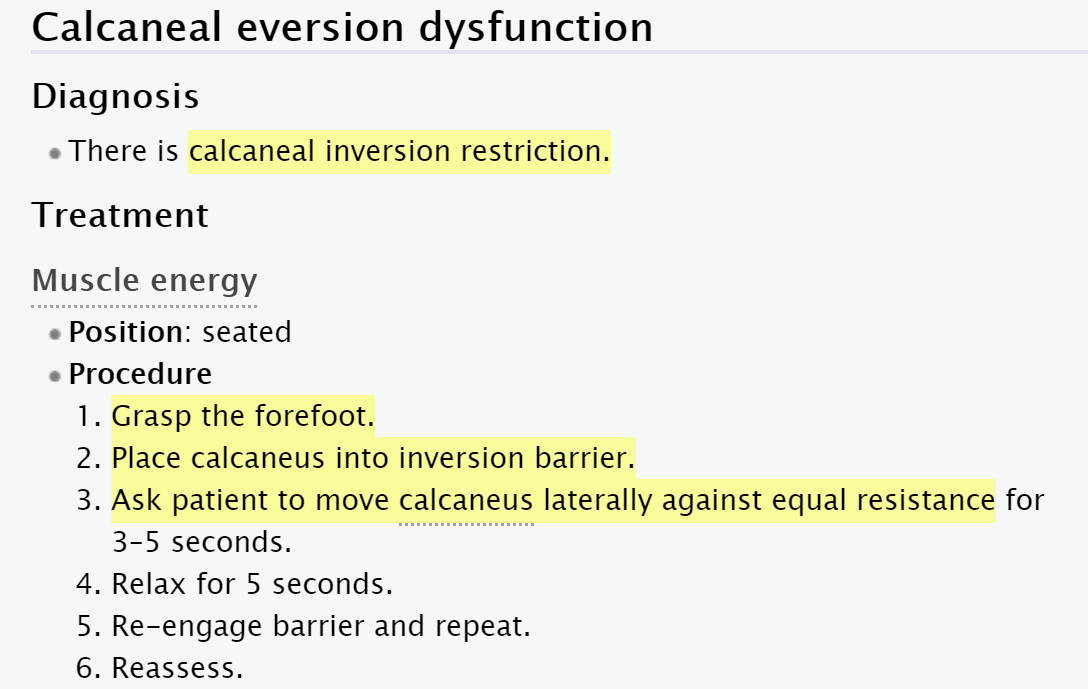 Calcaneal eversion dysfunction
Diagnosis
There is calcaneal inversion restriction.
Treatment
Muscle energy
Position: seated
Procedure
1. Grasp the forefoot.
2. Place calcaneus into inversion barrier.
3. Ask patient to move calcaneus laterally against equal resistance for
3–5 seconds.
4. Relax for 5 seconds.
5. Re-engage barrier and repeat.
6. Reassess.